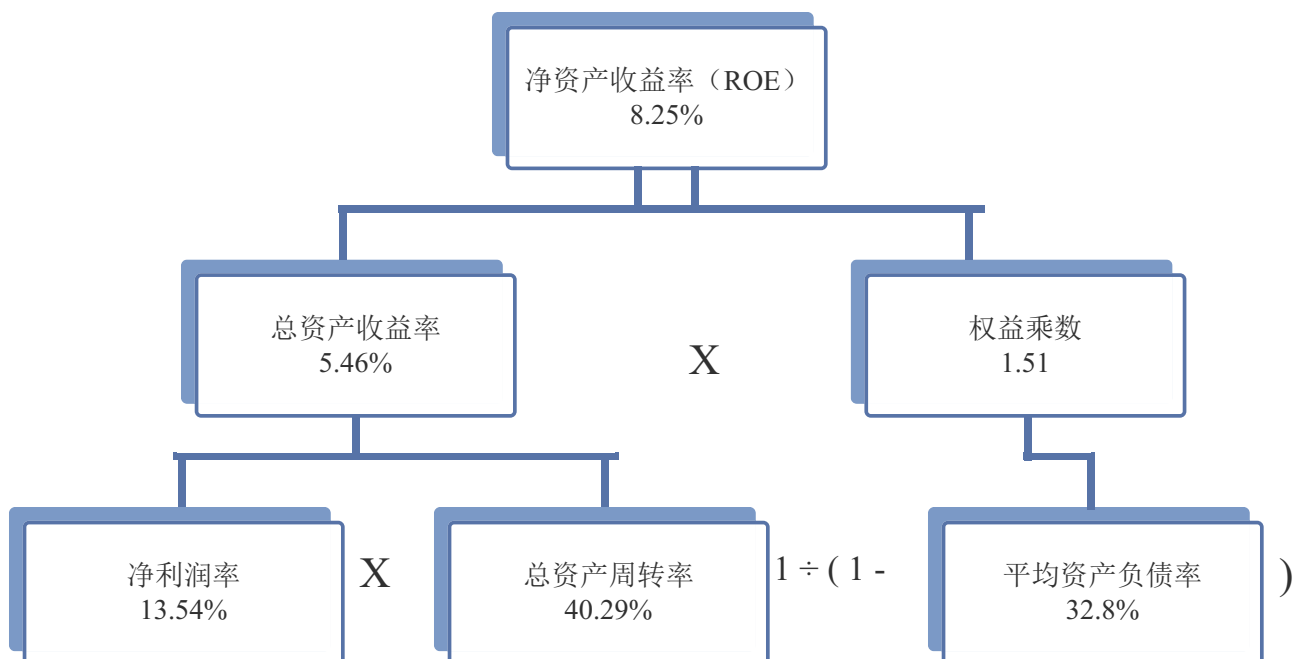 净资产收益率（ROE）
8.25%
总资产收益率
5.46%
X
权益乘数
1.51
净利润率
13.54%
X
总资产周转率
40.29%
1 ÷ ( 1 -
平均资产负债率
32.8%
)